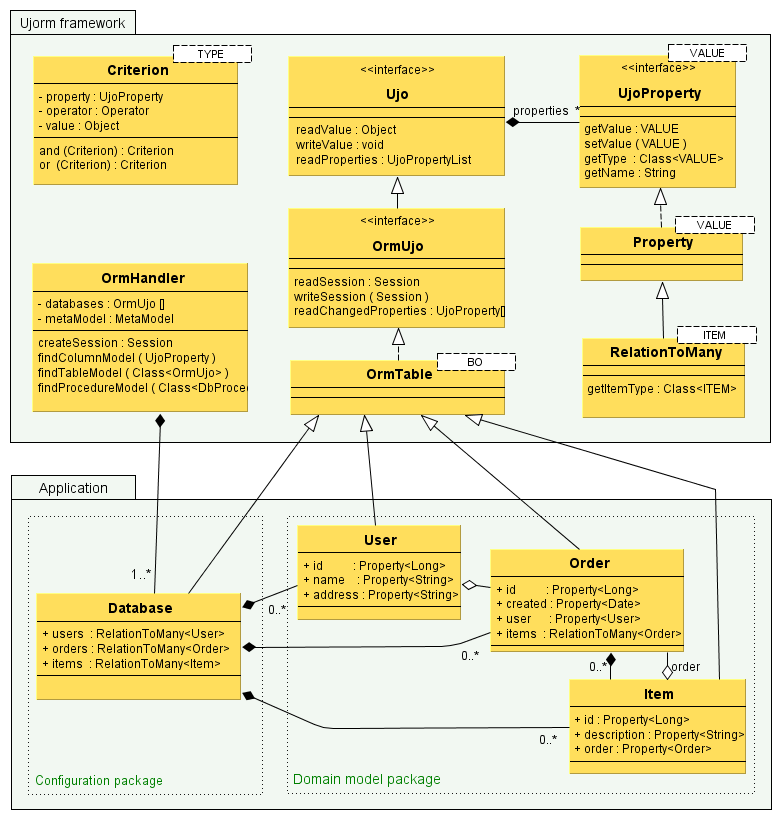 Ujorm framework
TYPE
Criterion
- property : UjoProperty
- operator : Operator
- value : Object
and (Criterion) : Criterion
or (Criterion) : Criterion
<<interface>>
Ujo
readValue : Object
writeValue : void
readProperties : UjoPropertyList
properties *
VALUE
<<interface>>
UjoProperty
getValue : VALUE
setValue ( VALUE )
getType : Class<VALUE>
getName : String
<<interface>>
OrmUjo
readSession : Session
writeSession ( Session )
readChangedProperties : UjoProperty[]
VALUE
Property
OrmHandler
- databases : OrmUjo []
- metaModel : MetaModel
createSession : Session
findColumnModel ( UjoProperty )
findTableModel ( Class<OrmUjo> )
findProcedureModel ( Class<DbProce
BO
OrmTable
ITEM
RelationToMany
getItemType : Class<ITEM>
Application
1..*
User
+ id : Property<Long>
+ name : Property<String>
+ address : Property<String>
Order
+ id : Property<Long>
+ created : Property<Date>
+ user : Property<User>
+ items : RelationToMany<Order>
Database
+ users : RelationToMany<User>
+ orders : RelationToMany<Order>
+ items : RelationToMany<Item>
0..*
0..*
0..*
order
Item
+ id : Property<Long>
+ description : Property<String>
+ order : Property<Order>
0..*
Configuration package
Domain model package